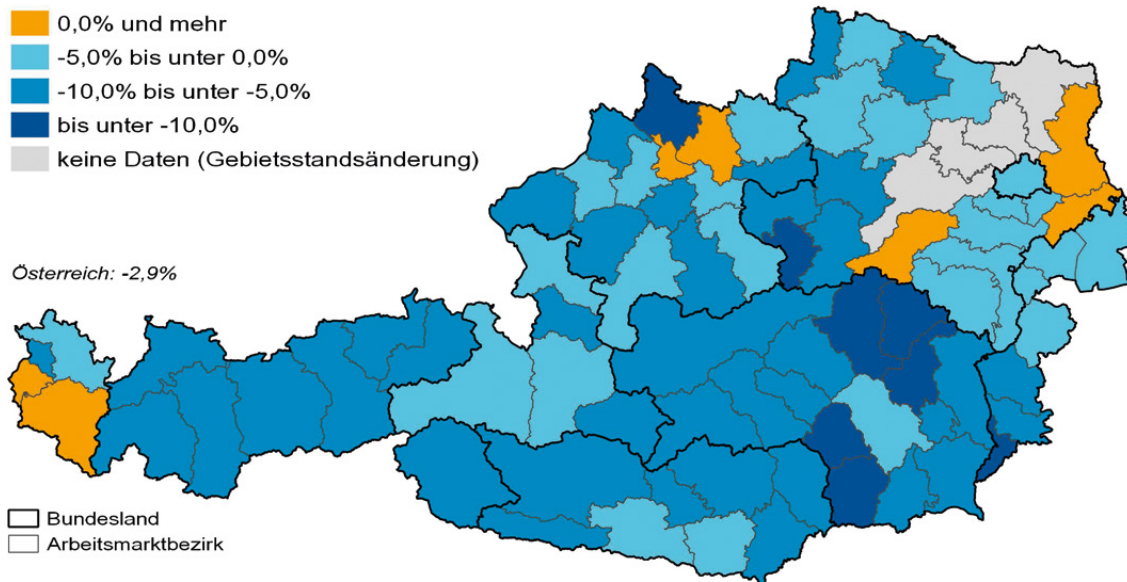 0,0% und mehr
-5,0% bis unter 0,0%
-10,0% bis unter -5,0%
bis unter -10,0%
keine Daten (Gebietsstandsänderung)
Österreich: -2,9%
Bundesland
Arbeitsmarktbezirk